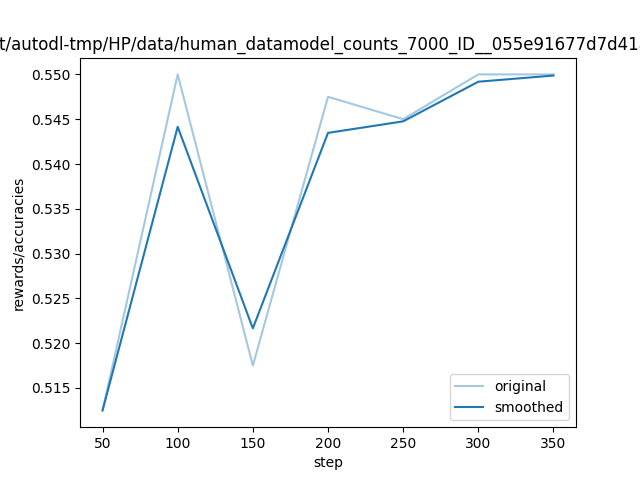 t/autodl-tmp/HP/data/human_datamodel_counts_7000_ID__055e91677d7d41
0.550
0.545
0.540
0.535
0.530
0.525
0.520
0.515
rewards/accuracies
50 100 150 200 250 300 350
step
original
smoothed